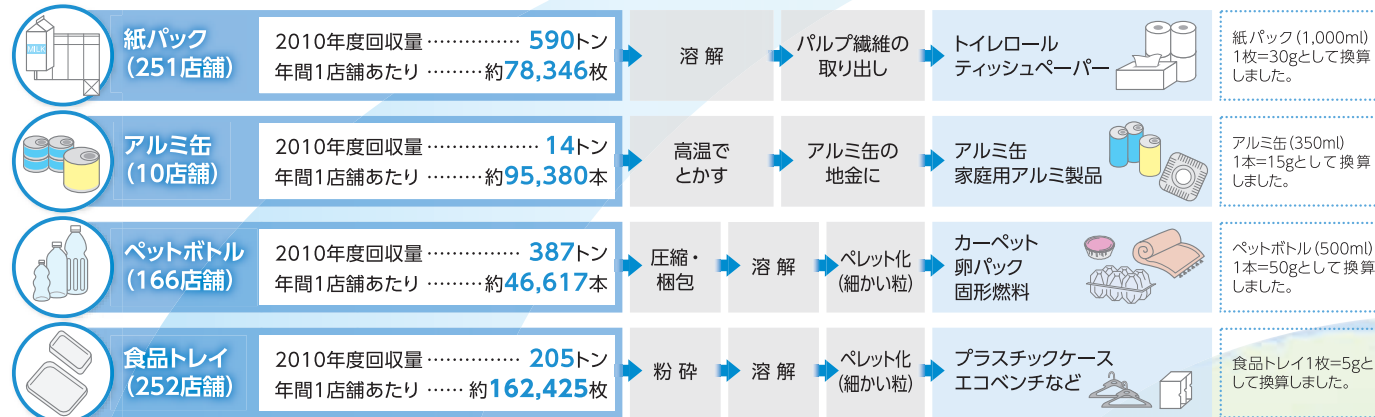 MILK
紙パック
(251店舗)
2010年度回収量 …………… 590トン
年間1店舗あたり ……… 約78,346枚
溶 解
パルプ繊維の
取り出し
トイレロール
ティッシュペーパー
紙パック(1,000ml)
1枚=30gとして換算
しました。
アルミ缶
(10店舗)
2010年度回収量 ……………… 14トン
年間1店舗あたり ……… 約95,380本
高温で
とかす
アルミ缶の
地金に
アルミ缶
家庭用アルミ製品
アルミ缶(350ml)
1本=15gとして換算
しました。
ペットボトル
(166店舗)
2010年度回収量 …………… 387トン
年間1店舗あたり ……… 約46,617本
圧縮・
梱包
溶 解
ペレット化
(細かい粒)
カーペット
卵パック
固形燃料
ペットボトル(500ml)
1本=50gとして換算
しました。
食品トレイ
(252店舗)
2010年度回収量 …………… 205トン
年間1店舗あたり …… 約162,425枚
粉 砕
溶 解
ペレット化
(細かい粒)
プラスチックケース
エコベンチなど
食品トレイ1枚=5gと
して換算しました。